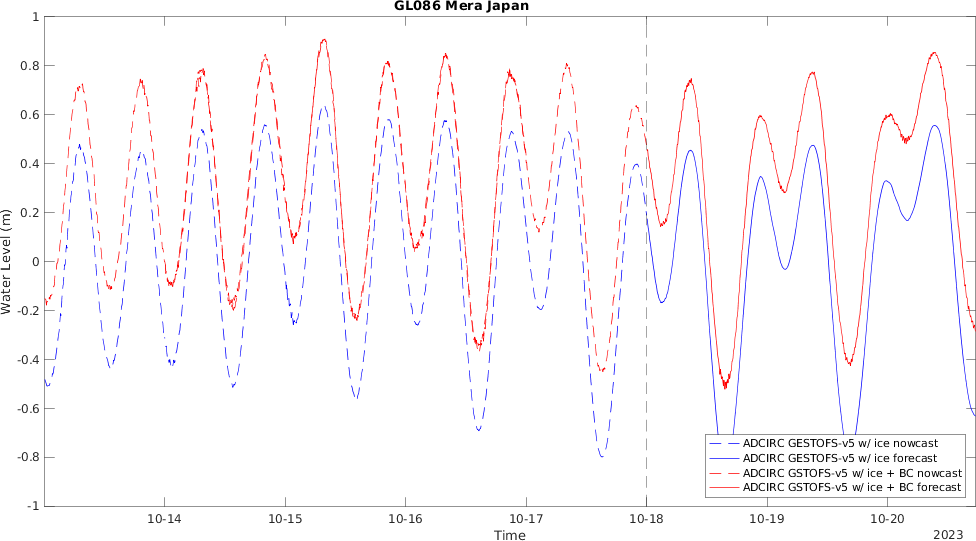 GL086 Mera Japan
1
0.8
0.6
0.4
0.2
0
-0.2
-0.4
-0.6
-0.8
-1
Water Level (m)
10-14 10-15 10-16 10-17 10-18 10-19 10-20
Time
2023
ADCIRC GESTOFS-v5 w/ ice nowcast
ADCIRC GESTOFS-v5 w/ ice forecast
ADCIRC GSTOFS-v5 w/ ice + BC nowcast
ADCIRC GSTOFS-v5 w/ ice + BC forecast